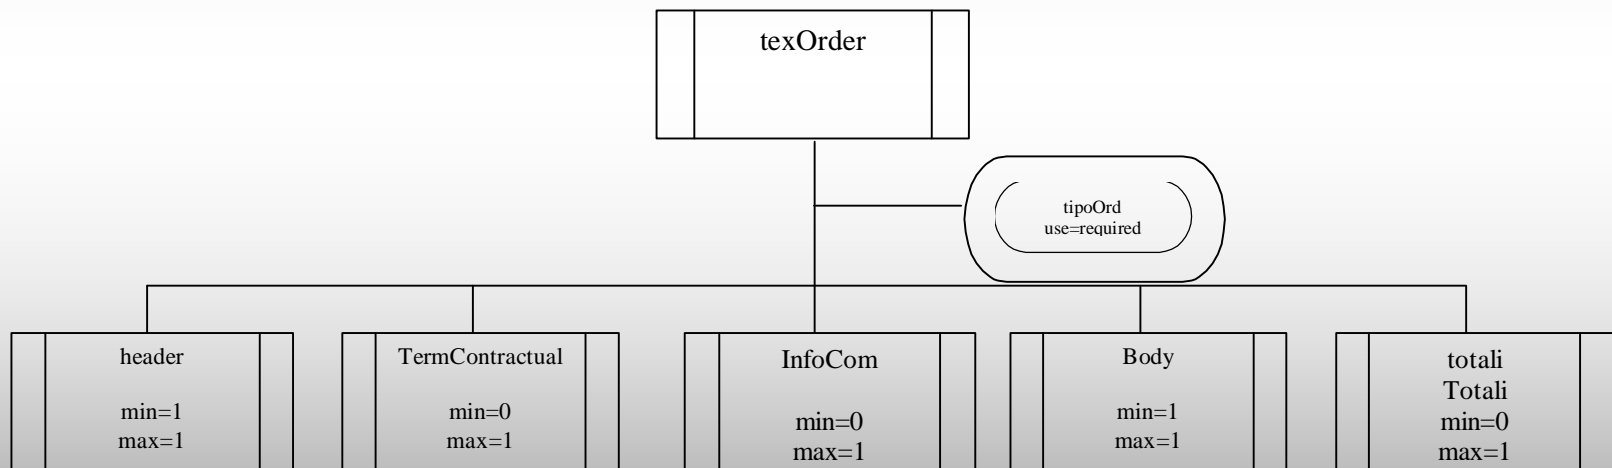 texOrder
tipoOrd
use=required
header
min=1
max=1
TermContractual
min=0
max=1
InfoCom
min=0
max=1
Body
min=1
max=1
totali
Totali
min=0
max=1